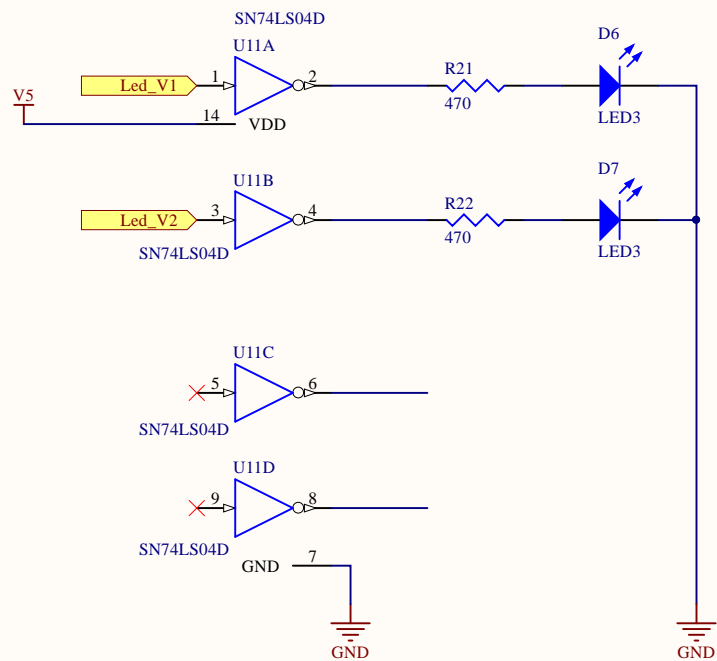 SN74LS04D
U11A
Led_V1
1
2
R21
470
D6
LED3
V5
14
VDD
U11B
Led_V2
3
4
SN74LS04D
R22
470
D7
LED3
U11C
5
6
SN74LS04D
U11D
9
8
SN74LS04D
GND
7
GND
GND